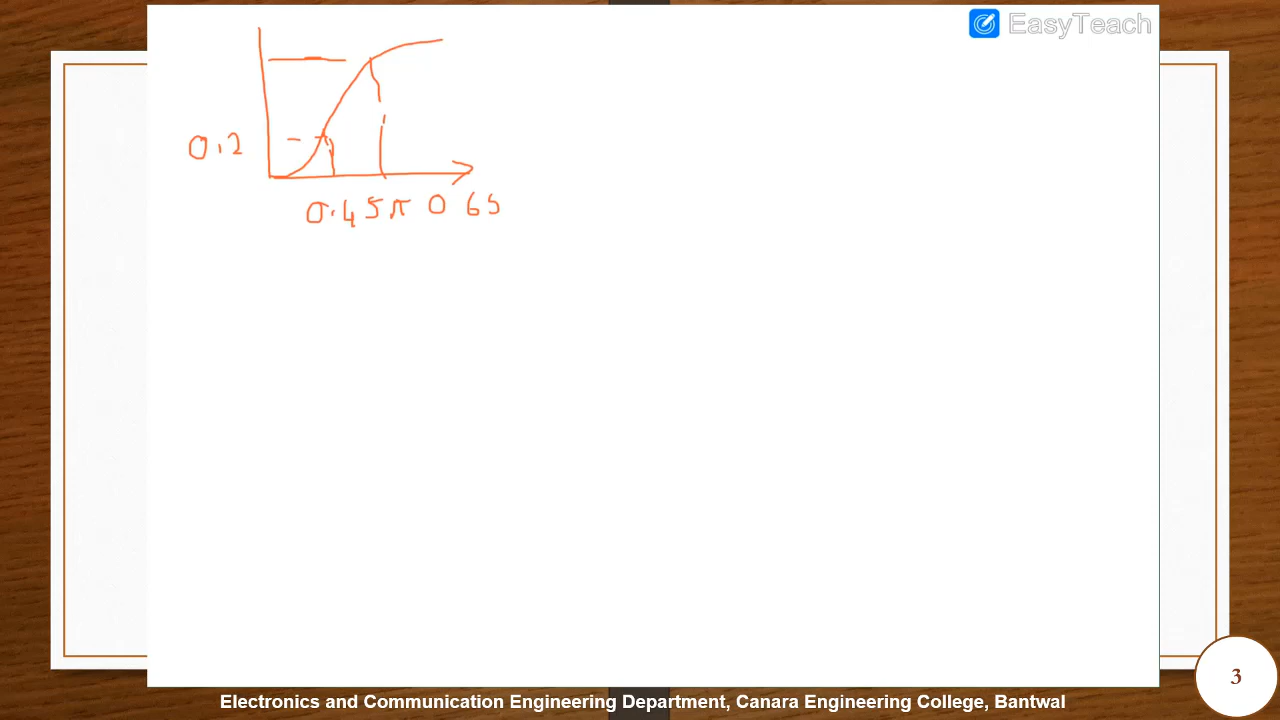 EasyTeach
0.2
0.45π 0 65
3
Electronics and Communication Engineering Department, Canara Engineering College, Bantwal